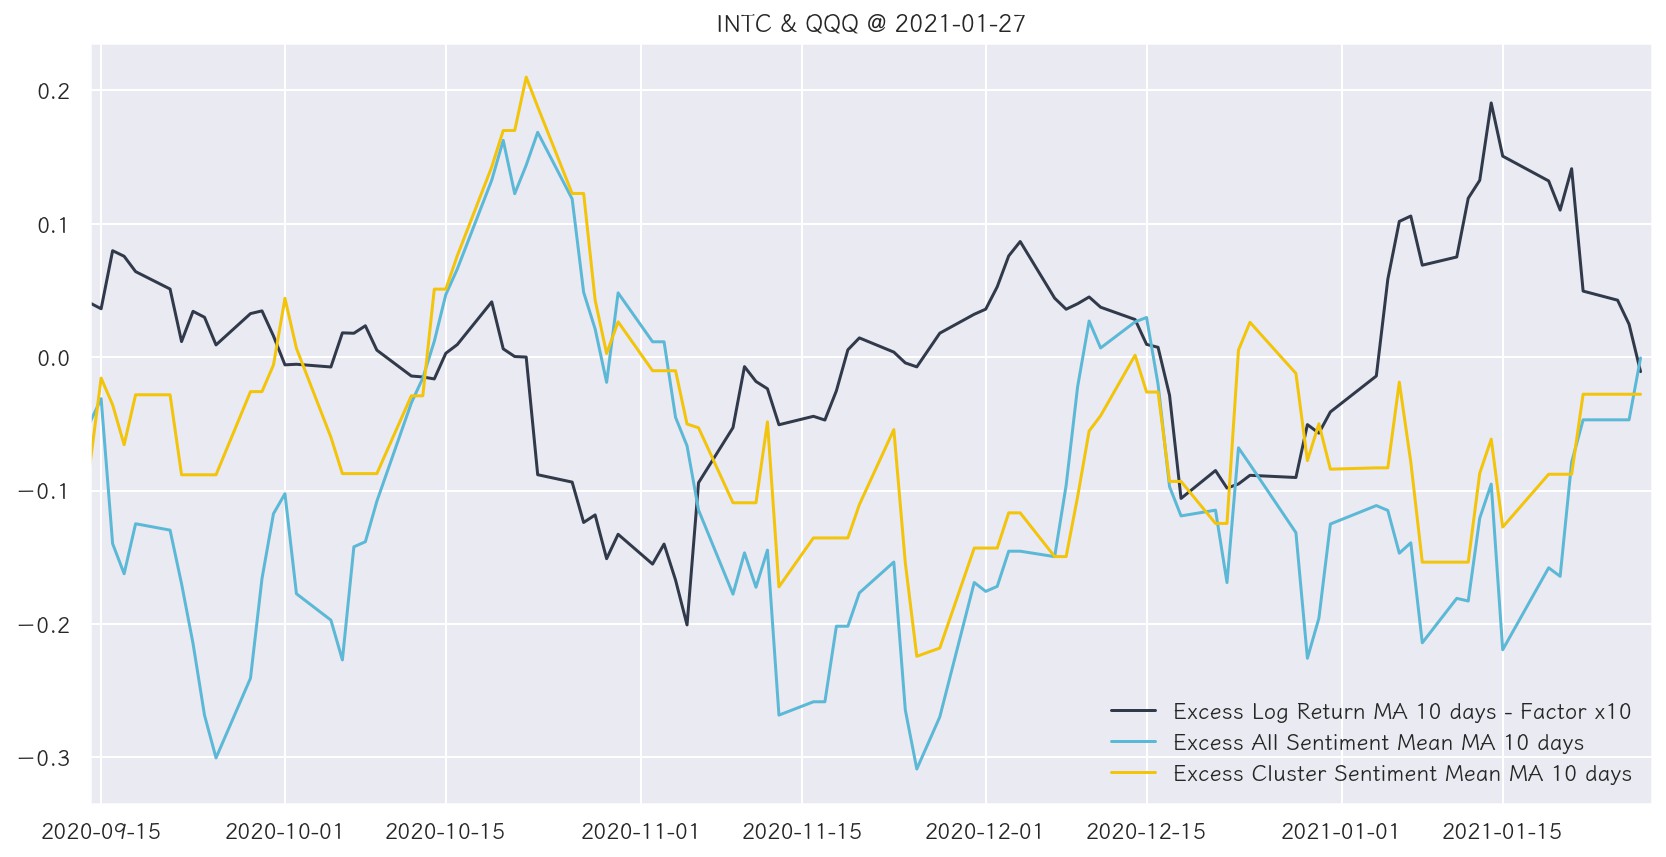 INTC & QQQ @ 2021-01-27
0.2
0.1
0.0
−0.1
−0.2
−0.3
Excess Log Return MA 10 days - Factor x10
Excess All Sentiment Mean MA 10 days
Excess Cluster Sentiment Mean MA 10 days
2020-09-15 2020-10-01 2020-10-15 2020-11-01 2020-11-15 2020-12-01 2020-12-15 2021-01-01 2021-01-15